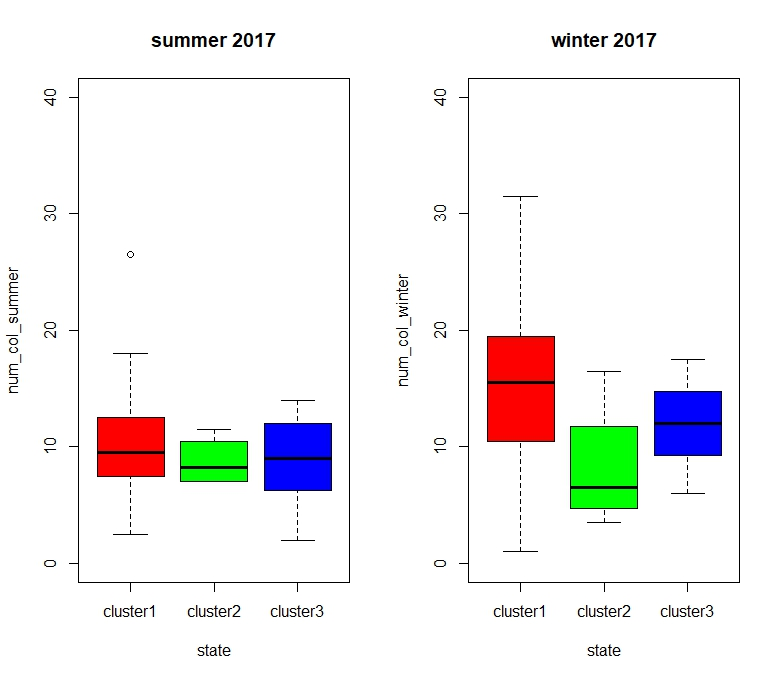 summer 2017
40
30
20
10
0
num_col_summer
cluster1 cluster2 cluster3
state
winter 2017
40
30
20
10
0
num_col_winter
cluster1 cluster2 cluster3
state